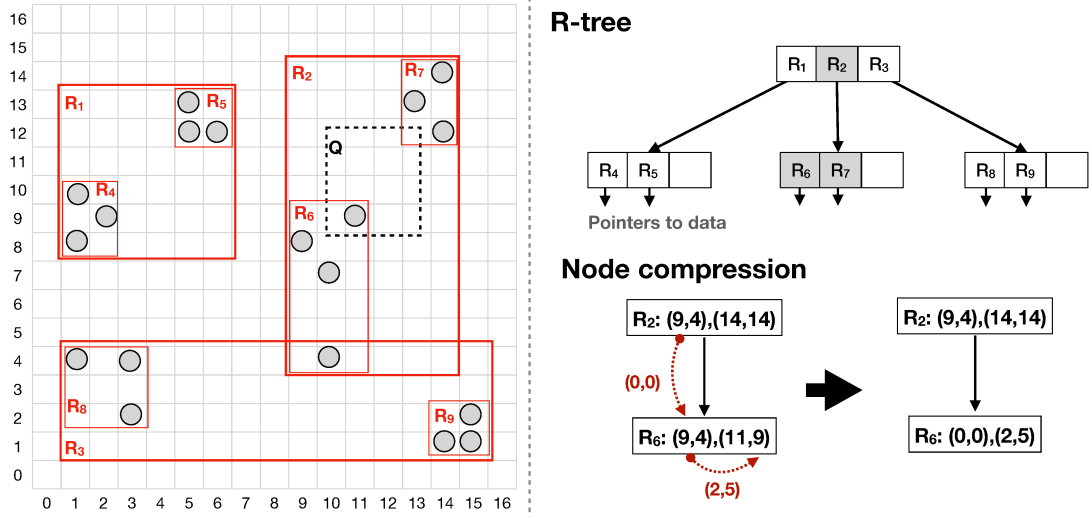 16
15
14
13
12
11
10
9
8
7
6
5
4
3
2
1
0
0 1 2 3 4 5 6 7 8 9 10 11 12 13 14 15 16
R1
R5
R4
R2
R7
Q
R6
R8
R3
R9
R-tree
R1 R2 R3
R4 R5 R6 R7 R8 R9
Pointers to data
Node compression
R2: (9,4),(14,14)
(0,0)
R6: (9,4),(11,9)
(2,5)
R2: (9,4),(14,14)
R6: (0,0),(2,5)